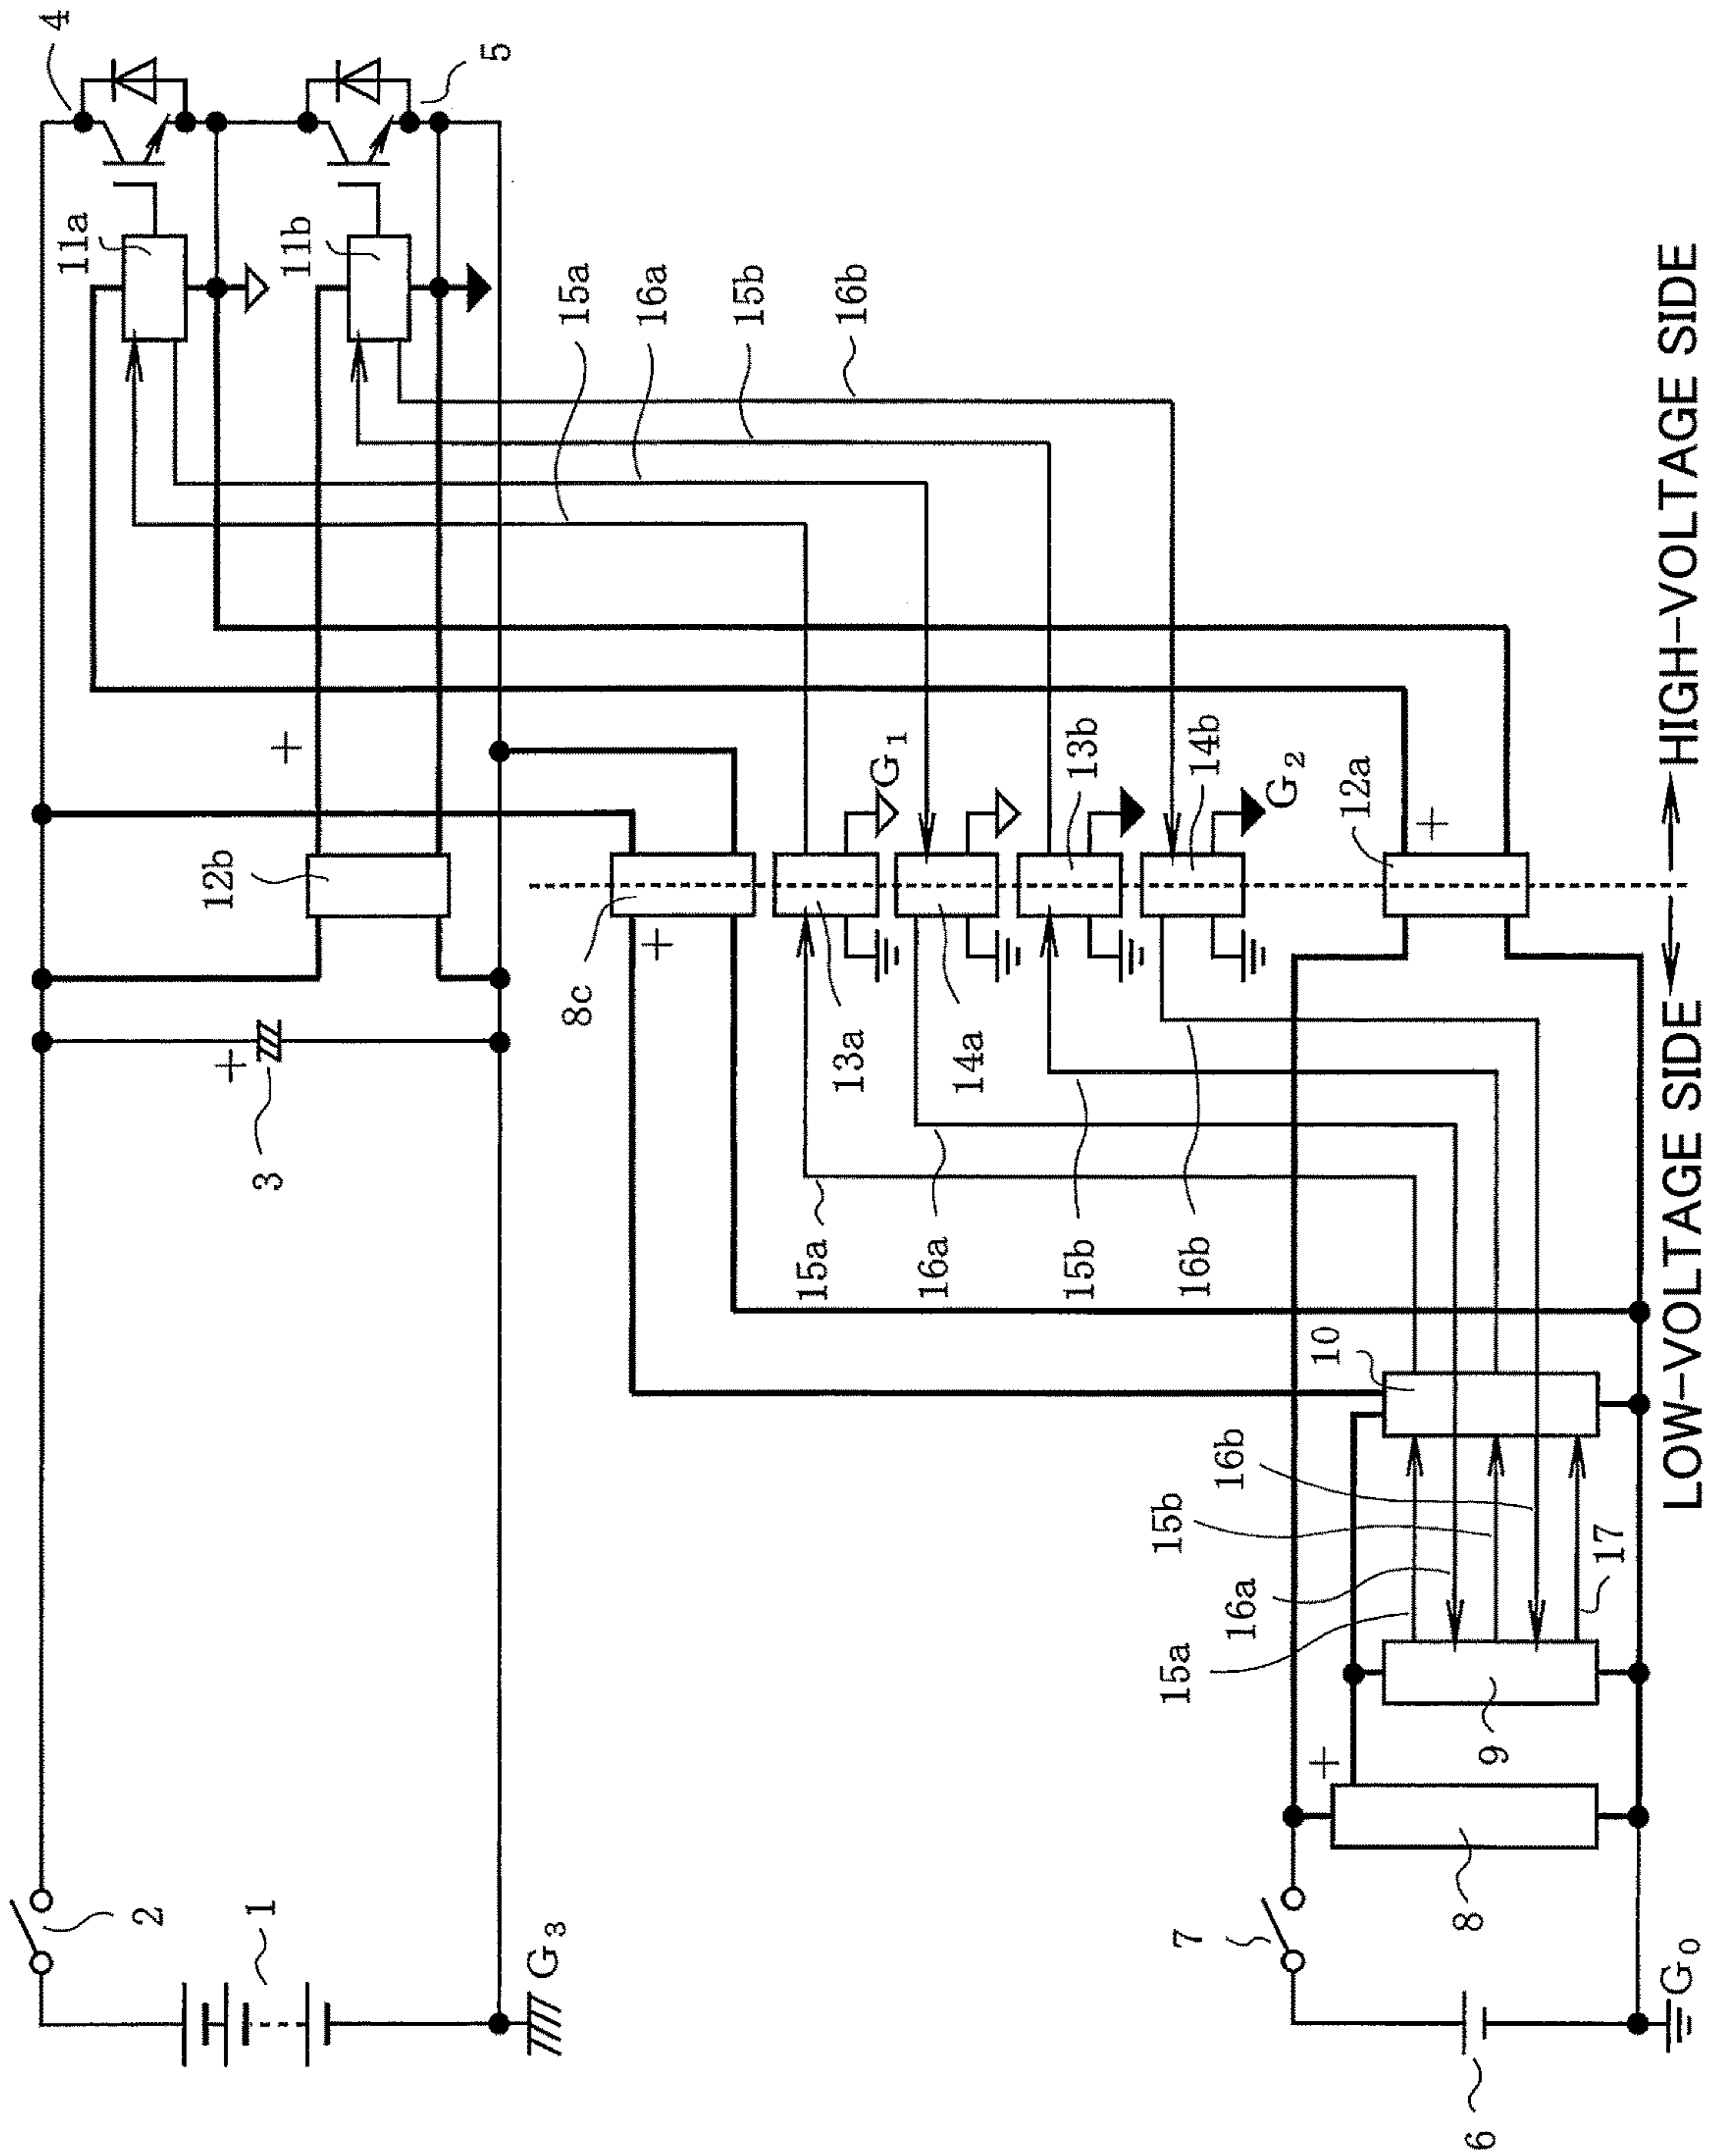 4
5
11a
11b
15a
16a
15b
16b
+
12b
+
3
8c
+
13a
14a
G1
13b
14b
G2
12a
+
15a
16a
15b
16b
10
16b
15b
16a
15a
17
9
+
8
2
1
G3
7
6
G0
LOW-VOLTAGE SIDE
HIGH-VOLTAGE SIDE